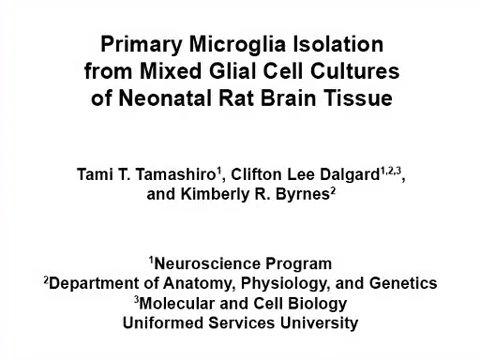 Primary Microglia Isolation
from Mixed Glial Cell Cultures
of Neonatal Rat Brain Tissue
Tami T. Tamashiro¹, Clifton Lee Dalgard¹,²,³,
and Kimberly R. Byrnes²
¹Neuroscience Program
²Department of Anatomy, Physiology, and Genetics
³Molecular and Cell Biology
Uniformed Services University